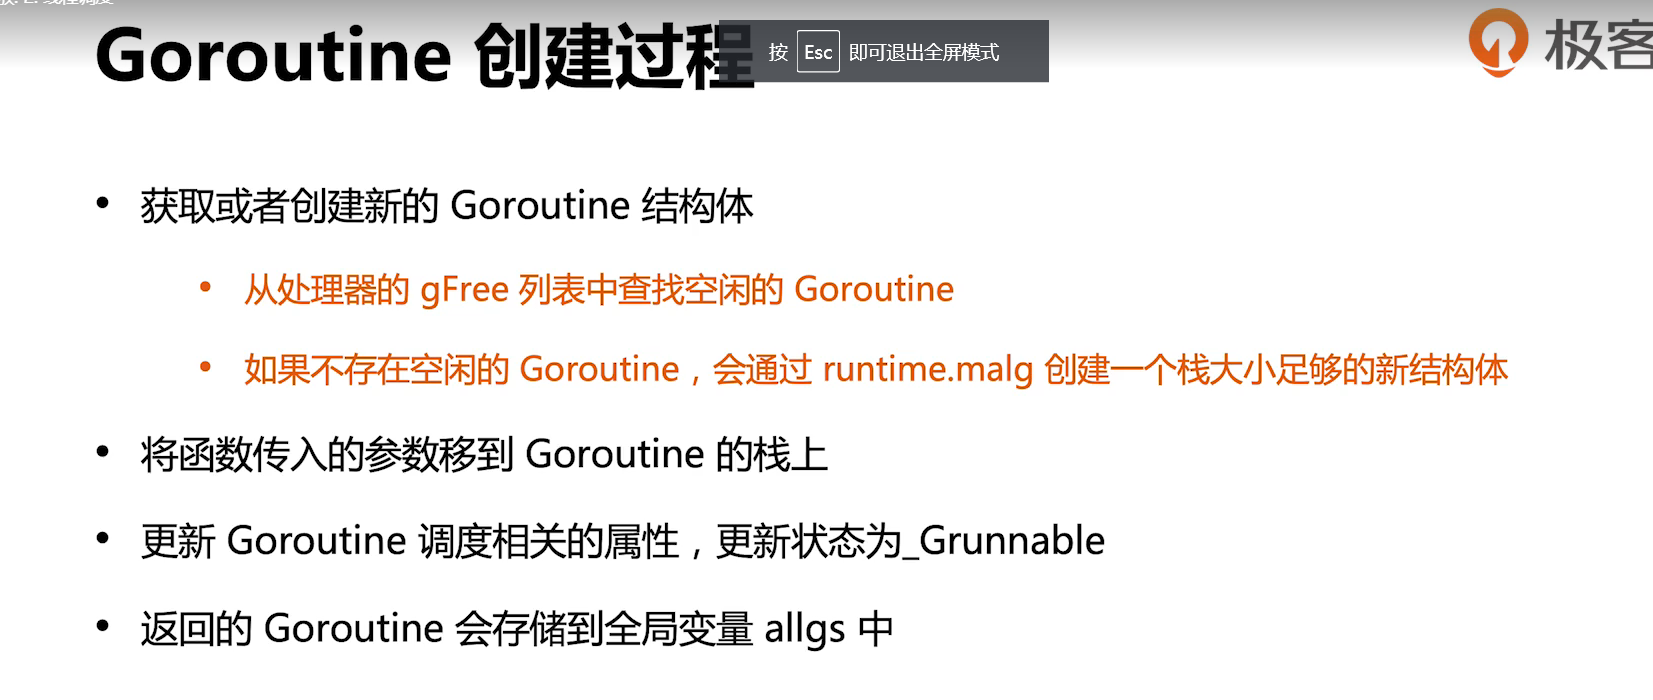 Goroutine 创建过程
按 Esc 即可退出全屏模式
极客
• 获取或者创建新的 Goroutine 结构体
• 从处理器的 gFree 列表中查找空闲的 Goroutine
• 如果不存在空闲的 Goroutine，会通过 runtime.malg 创建一个栈大小足够的新结构体
• 将函数传入的参数移到 Goroutine 的栈上
• 更新 Goroutine 调度相关的属性，更新状态为_Grunnable
• 返回的 Goroutine 会存储到全局变量 allgs 中